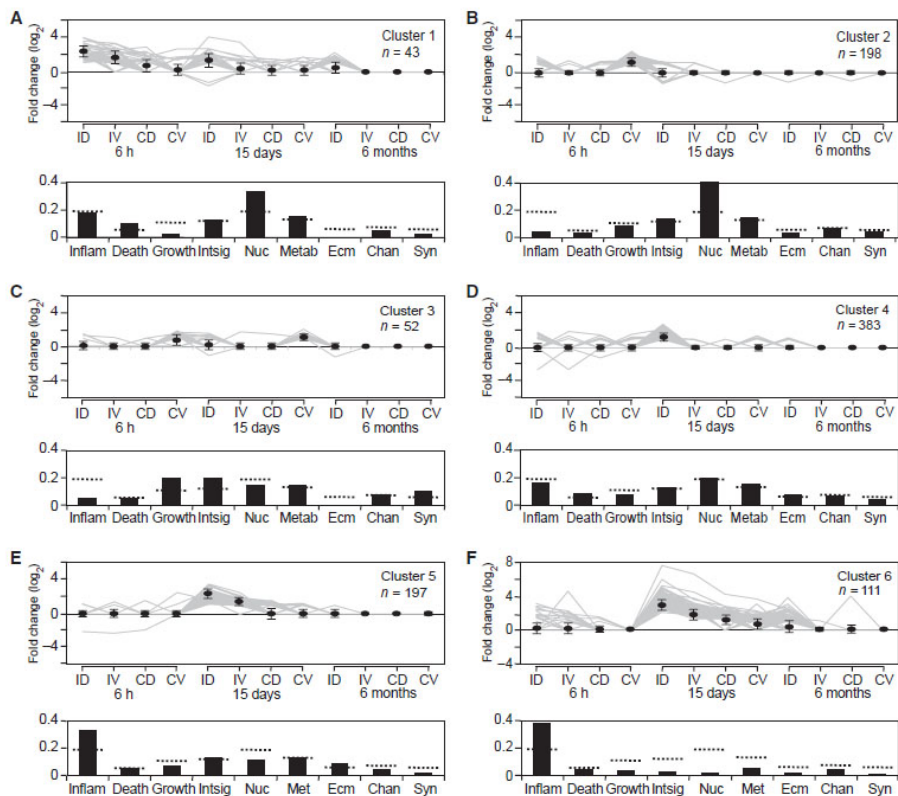 A
Cluster 1
n = 43
Fold change (log2)
4
0
−4
ID IV CD CV ID IV CD CV ID IV CD CV
6 h 15 days 6 months
0.4
0.2
0
Inflam Death Growth Intsig Nuc Metab Ecm Chan Syn
B
Cluster 2
n = 198
Fold change (log2)
4
0
−4
ID IV CD CV ID IV CD CV ID IV CD CV
6 h 15 days 6 months
0.4
0.2
0
Inflam Death Growth Intsig Nuc Metab Ecm Chan Syn
C
Cluster 3
n = 52
Fold change (log2)
4
0
−4
ID IV CD CV ID IV CD CV ID IV CD CV
6 h 15 days 6 months
0.4
0.2
0
Inflam Death Growth Intsig Nuc Metab Ecm Chan Syn
D
Cluster 4
n = 383
Fold change (log2)
4
0
−4
ID IV CD CV ID IV CD CV ID IV CD CV
6 h 15 days 6 months
0.4
0.2
0
Inflam Death Growth Intsig Nuc Metab Ecm Chan Syn
E
Cluster 5
n = 197
Fold change (log2)
4
0
−4
ID IV CD CV ID IV CD CV ID IV CD CV
6 h 15 days 6 months
0.4
0.2
0
Inflam Death Growth Intsig Nuc Met Ecm Chan Syn
F
Cluster 6
n = 111
Fold change (log2)
8
4
0
−4
ID IV CD CV ID IV CD CV ID IV CD CV
6 h 15 days 6 months
0.4
0.2
0
Inflam Death Growth Intsig Nuc Met Ecm Chan Syn